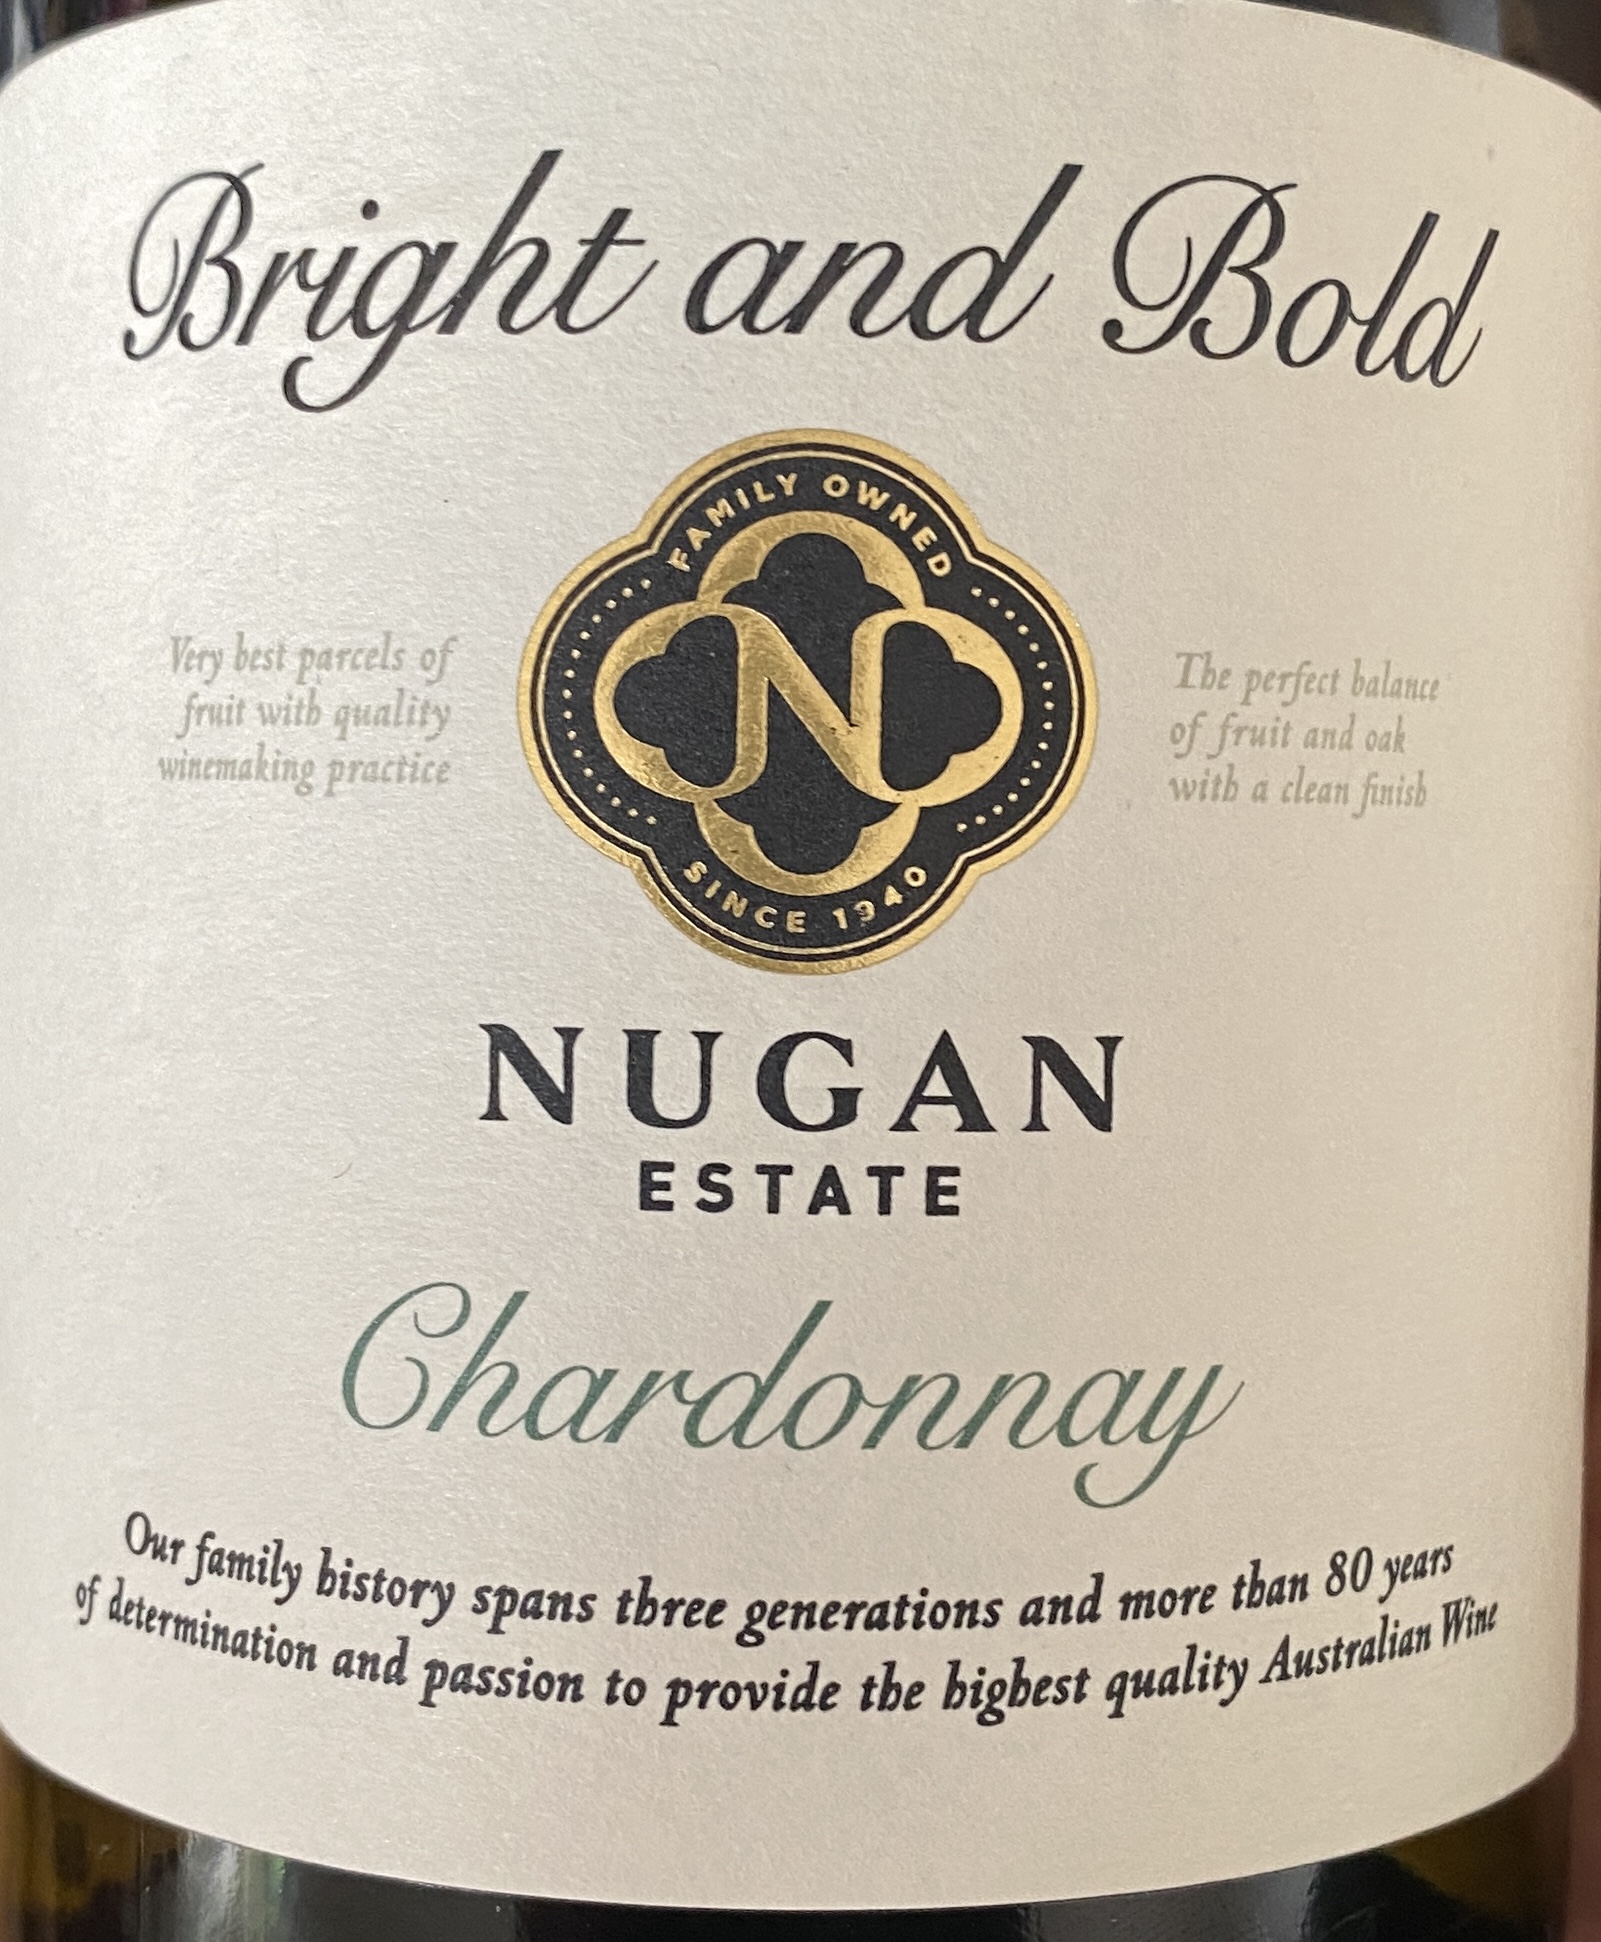 Bright and Bold
FAMILY OWNED
Very best parcels of
fruit with quality
winemaking practice
The perfect balance
of fruit and oak
with a clean finish
N
SINCE 1940
NUGAN
ESTATE
Chardonnay
Our family history spans three generations and more than 80 years
of determination and passion to provide the highest quality Australian Wine